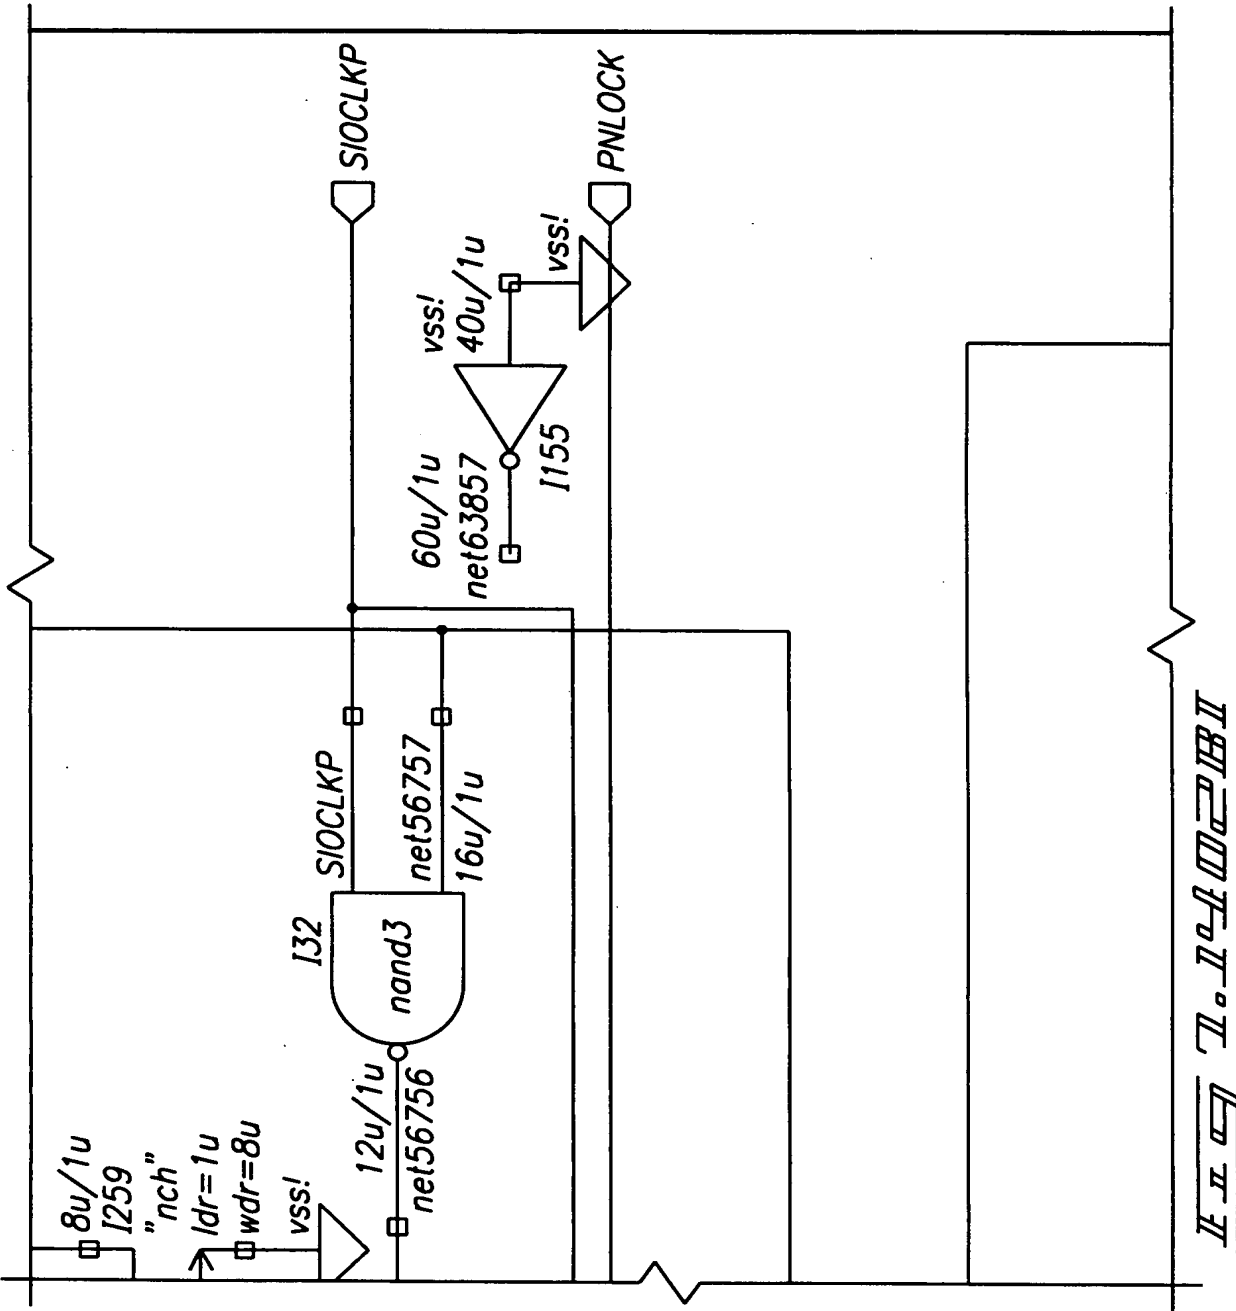 SIOCLKP
PNLOCK
vss!
40u/1u
vss!
60u/1u
net63857
I155
SIOCLKP
net56757
16u/1u
I32
nand3
12u/1u
net56756
8u/1u
I259
"nch"
ldr=1u
wdr=8u
vss!
FIG 7.1402BI